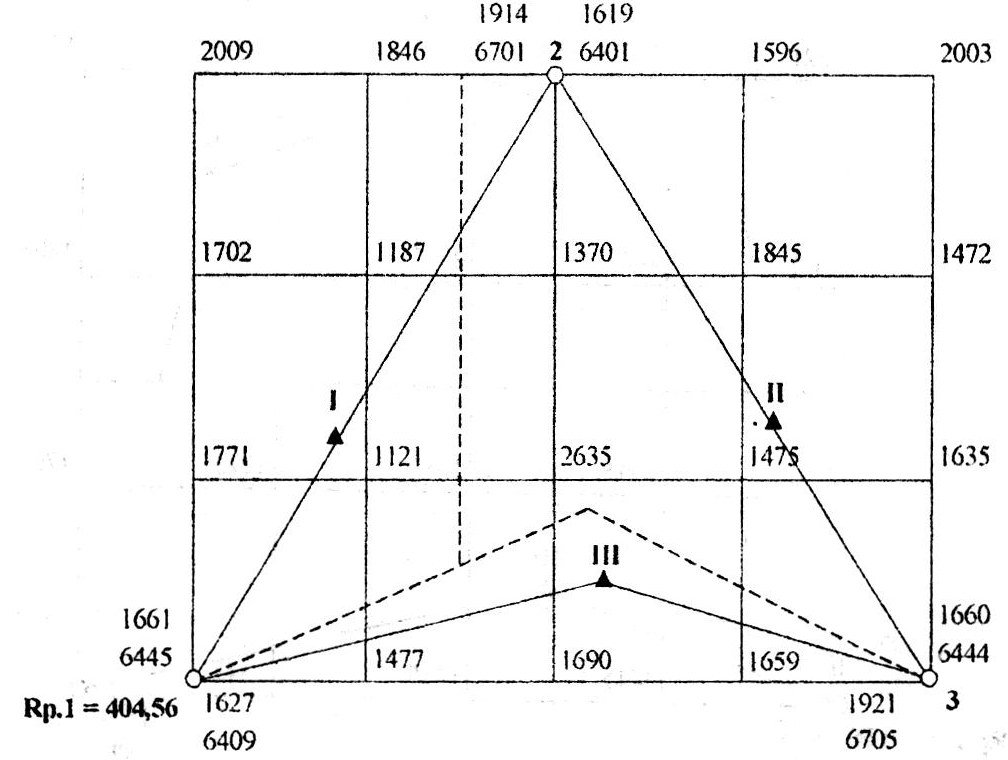 1914 1619
2009 1846 6701 2 6401 1596 2003
1702 1187 1370 1845 1472
I II
1771 1121 2635 1475 1635
III
1661 1660
6445 1477 1690 1659 6444
Rp.1 = 404,56 1627 1921 3
6409 6705